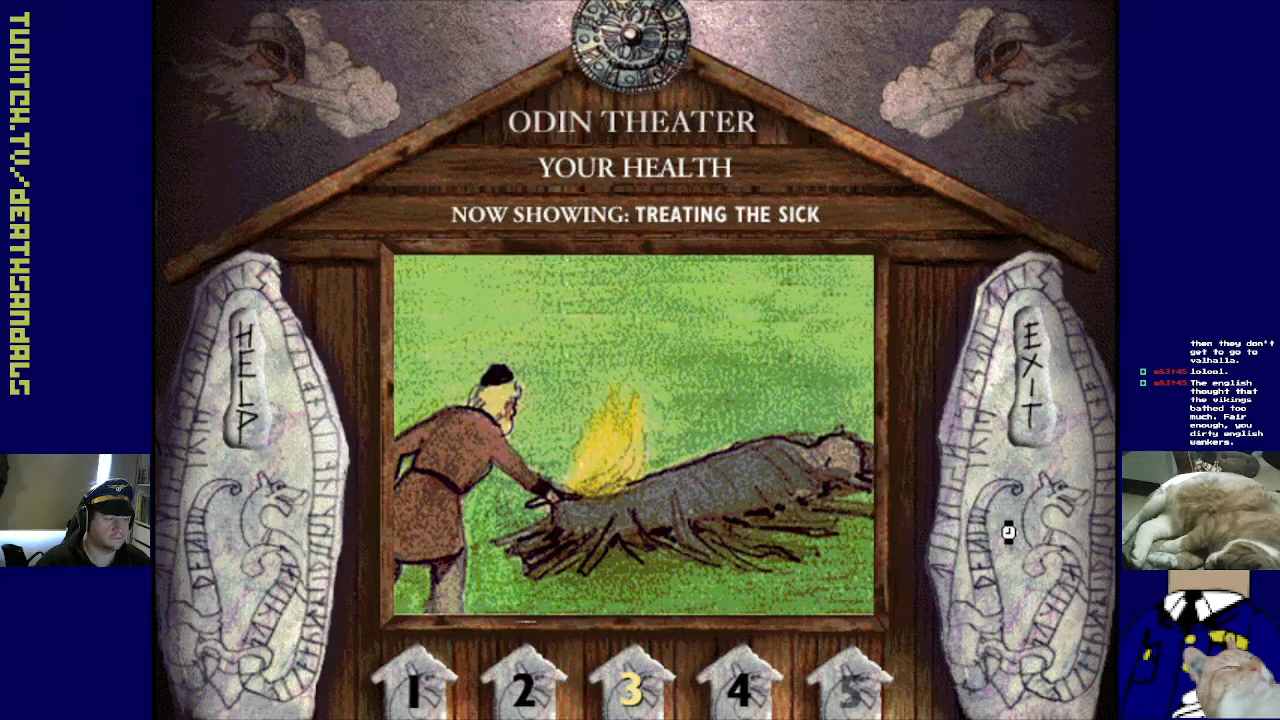 TWITCH.TV/DEATHSANDALS
ODIN THEATER
YOUR HEALTH
NOW SHOWING: TREATING THE SICK
HELP
EXIT
then they don't
get to go to
valhalla.
lolool.
The english
thought that
the vikings
bathed too
much. Fair
enough, you
dirty english
wankers.
1 2 3 4 5